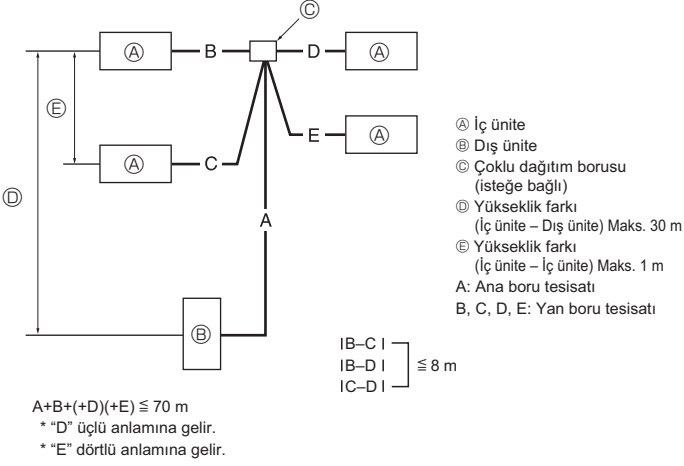 Ⓒ
Ⓐ B D Ⓐ
Ⓔ
E Ⓐ
Ⓐ C
Ⓓ
A
Ⓑ
Ⓐ İç ünite
Ⓑ Dış ünite
Ⓒ Çoklu dağıtım borusu
(isteğe bağlı)
Ⓓ Yükseklik farkı
(İç ünite – Dış ünite) Maks. 30 m
Ⓔ Yükseklik farkı
(İç ünite – İç ünite) Maks. 1 m
A: Ana boru tesisatı
B, C, D, E: Yan boru tesisatı
IB–C I
IB–D I ≦ 8 m
IC–D I
A+B+(+D)(+E) ≦ 70 m
* “D” üçlü anlamına gelir.
* “E” dörtlü anlamına gelir.